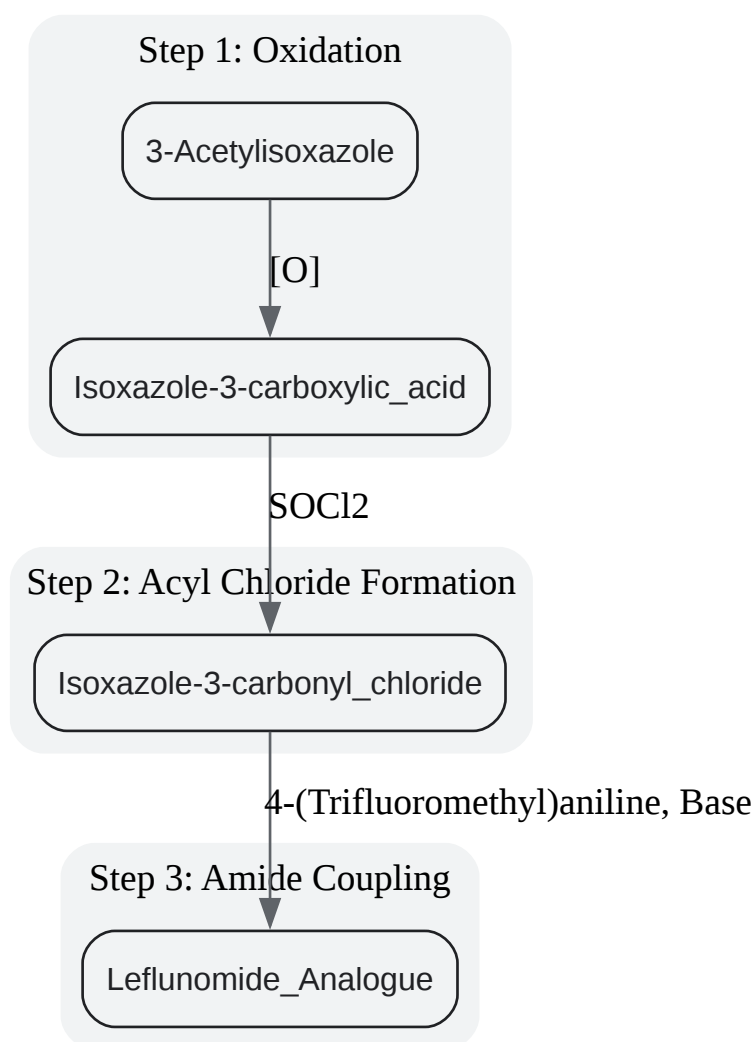 Step 1: Oxidation
3-Acetylisoxazole
[O]
Isoxazole-3-carboxylic_acid
SOCl2
Step 2: Acyl Chloride Formation
Isoxazole-3-carbonyl_chloride
4-(Trifluoromethyl)aniline, Base
Step 3: Amide Coupling
Leflunomide_Analogue